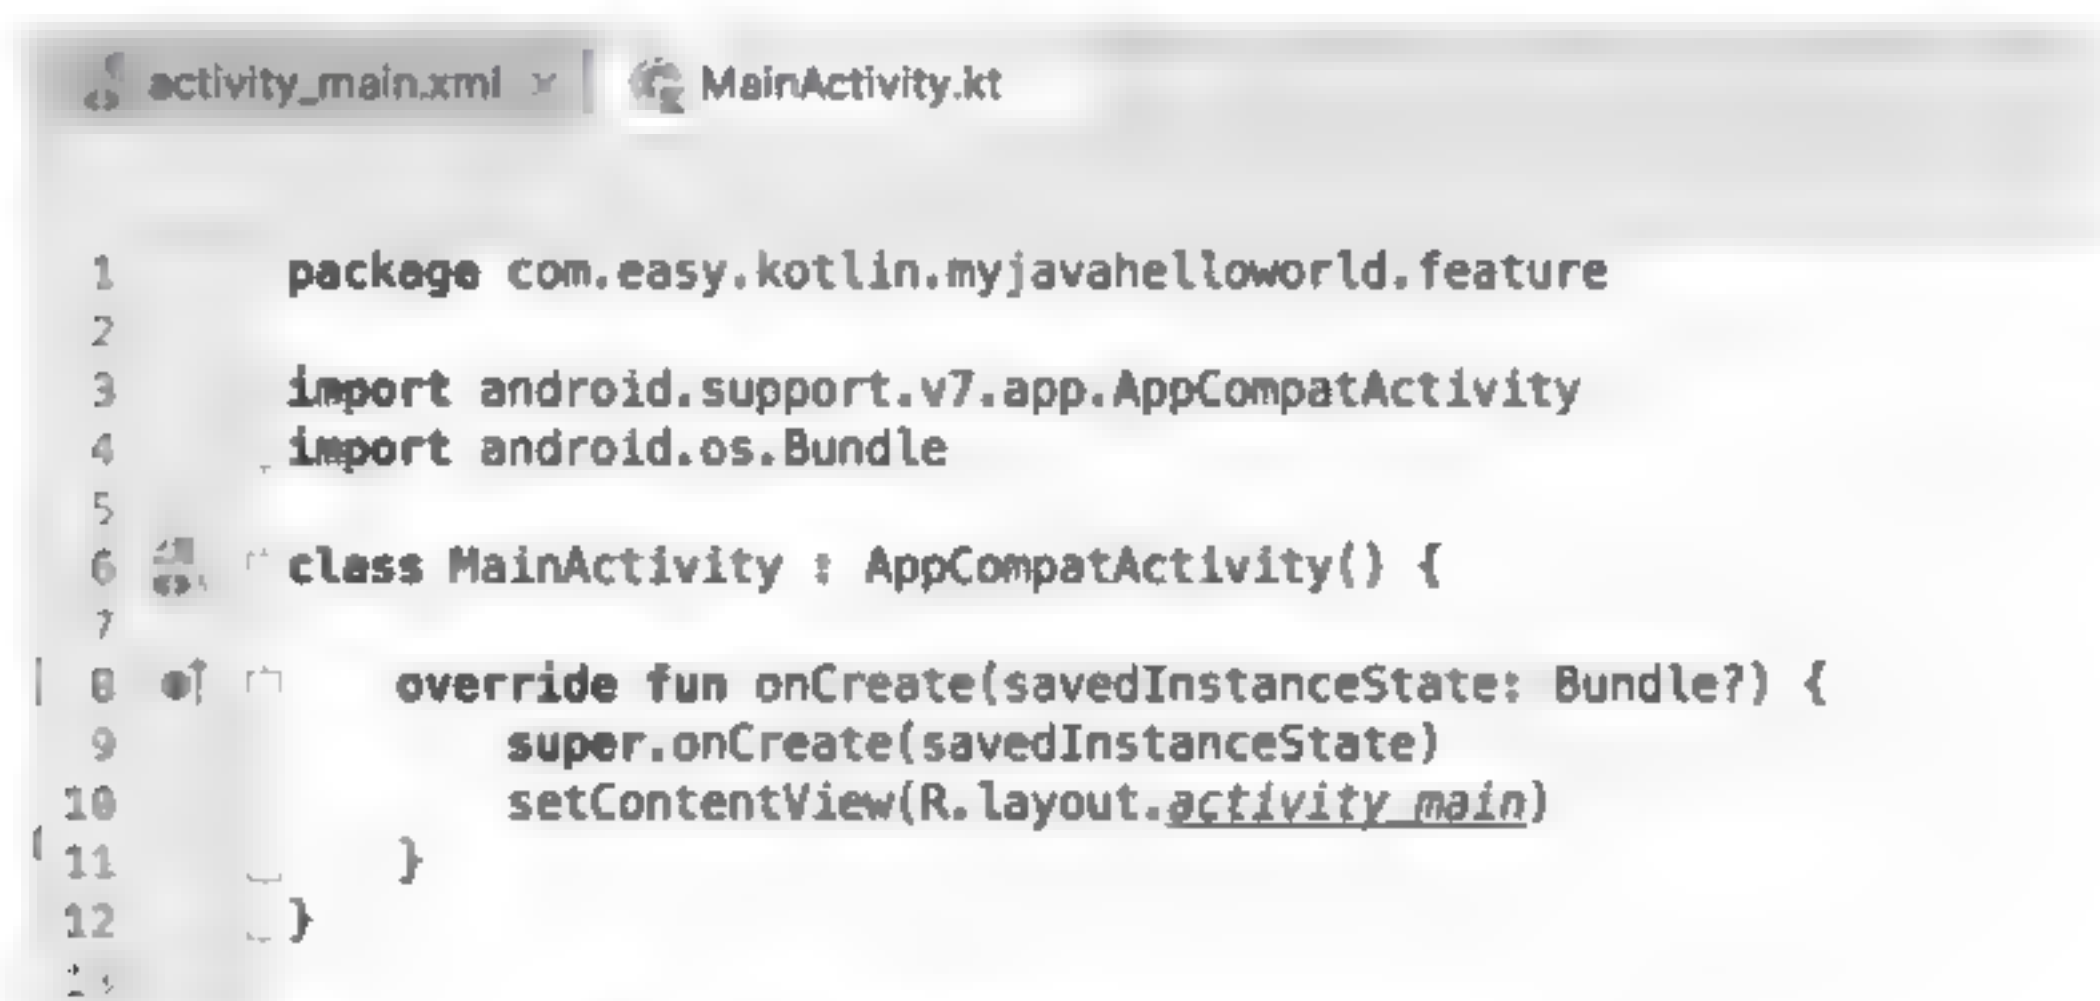 activity_main.xml × MainActivity.kt
1 package com.easy.kotlin.myjavahelloworld.feature
2
3 import android.support.v7.app.AppCompatActivity
4 import android.os.Bundle
5
6 class MainActivity : AppCompatActivity() {
7
8     override fun onCreate(savedInstanceState: Bundle?) {
9         super.onCreate(savedInstanceState)
10         setContentView(R.layout.activity_main)
11     }
12 }